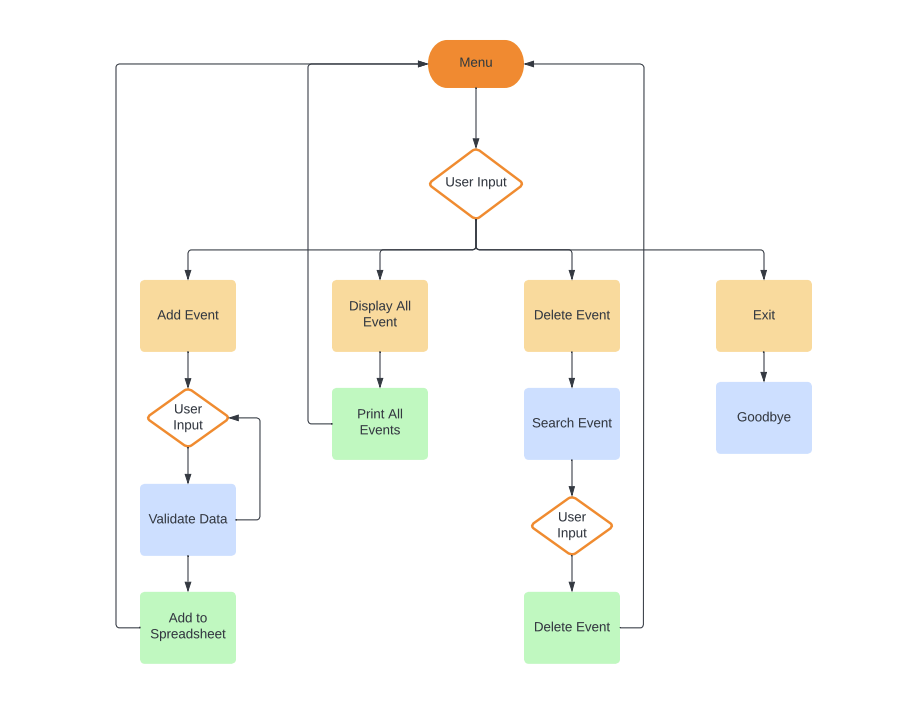 Menu
User Input
Add Event
Display All
Event
Delete Event
Exit
User
Input
Print All
Events
Search Event
Goodbye
Validate Data
User
Input
Add to
Spreadsheet
Delete Event